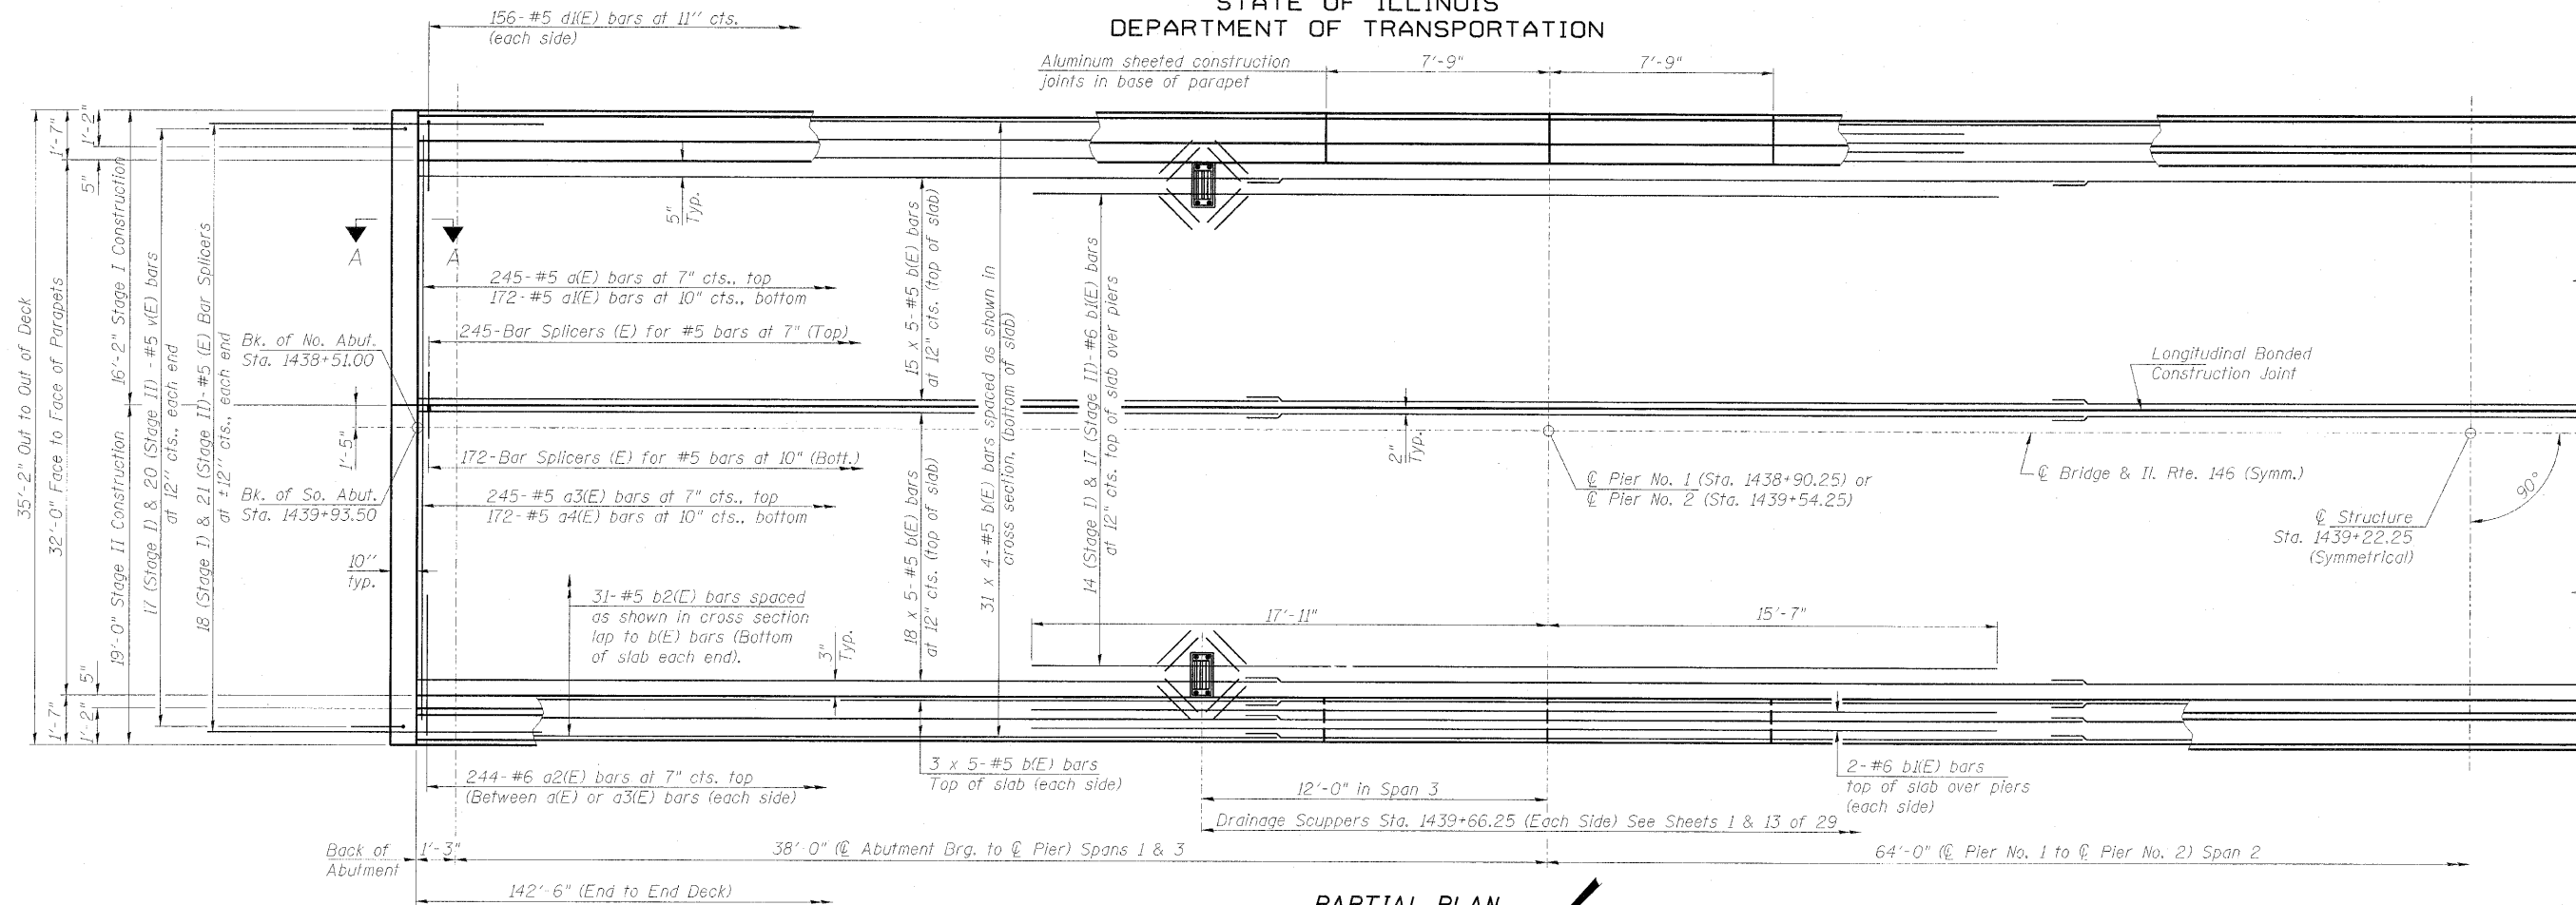 STATE OF ILLINOIS
DEPARTMENT OF TRANSPORTATION
156-#5 d1(E) bars at 11" cts.
(each side)
Aluminum sheeted construction
joints in base of parapet
7'-9"
7'-9"
35'-2" Out to Out of Deck
1'-7"
32'-0" Face to Face of Parapets
1'-7"
1'-2"
5"
5"
1'-2"
16'-2" Stage I Construction
19'-0" Stage II Construction
17 (Stage I) & 20 (Stage II) - #5 v(E) bars
at 12" cts., each end
18 (Stage I) & 21 (Stage II)-#5 (E) Bar Splicers
at ±12" cts., each end
A
A
5"
Typ.
245-#5 a(E) bars at 7" cts., top
172-#5 a1(E) bars at 10" cts., bottom
245-Bar Splicers (E) for #5 bars at 7" (Top)
Bk. of No. Abut.
Sta. 1438+51.00
1'-5"
172-Bar Splicers (E) for #5 bars at 10" (Bott.)
Bk. of So. Abut.
Sta. 1439+93.50
245-#5 a3(E) bars at 7" cts., top
172-#5 a4(E) bars at 10" cts., bottom
10"
typ.
31-#5 b2(E) bars spaced
as shown in cross section
lap to b(E) bars (Bottom
of slab each end).
3"
Typ.
15 x 5-#5 b(E) bars
at 12" cts. (top of slab)
18 x 5-#5 b(E) bars
at 12" cts. (top of slab)
31 x 4-#5 b(E) bars spaced as shown in
cross section, (bottom of slab)
14 (Stage I) & 17 (Stage II)-#6 b1(E) bars
at 12" cts. top of slab over piers
2"
Typ.
Longitudinal Bonded
Construction Joint
℄ Pier No. 1 (Sta. 1438+90.25) or
℄ Pier No. 2 (Sta. 1439+54.25)
℄ Bridge & Il. Rte. 146 (Symm.)
90°
℄ Structure
Sta. 1439+22.25
(Symmetrical)
17'-11"
15'-7"
244-#6 a2(E) bars at 7" cts. top
(Between a(E) or a3(E) bars (each side)
3 x 5-#5 b(E) bars
Top of slab (each side)
2-#6 b1(E) bars
top of slab over piers
(each side)
12'-0" in Span 3
Drainage Scuppers Sta. 1439+66.25 (Each Side) See Sheets 1 & 13 of 29
Back of
Abutment
1'-3"
38'-0" (℄ Abutment Brg. to ℄ Pier) Spans 1 & 3
64'-0" (℄ Pier No. 1 to ℄ Pier No. 2) Span 2
142'-6" (End to End Deck)
PARTIAL PLAN